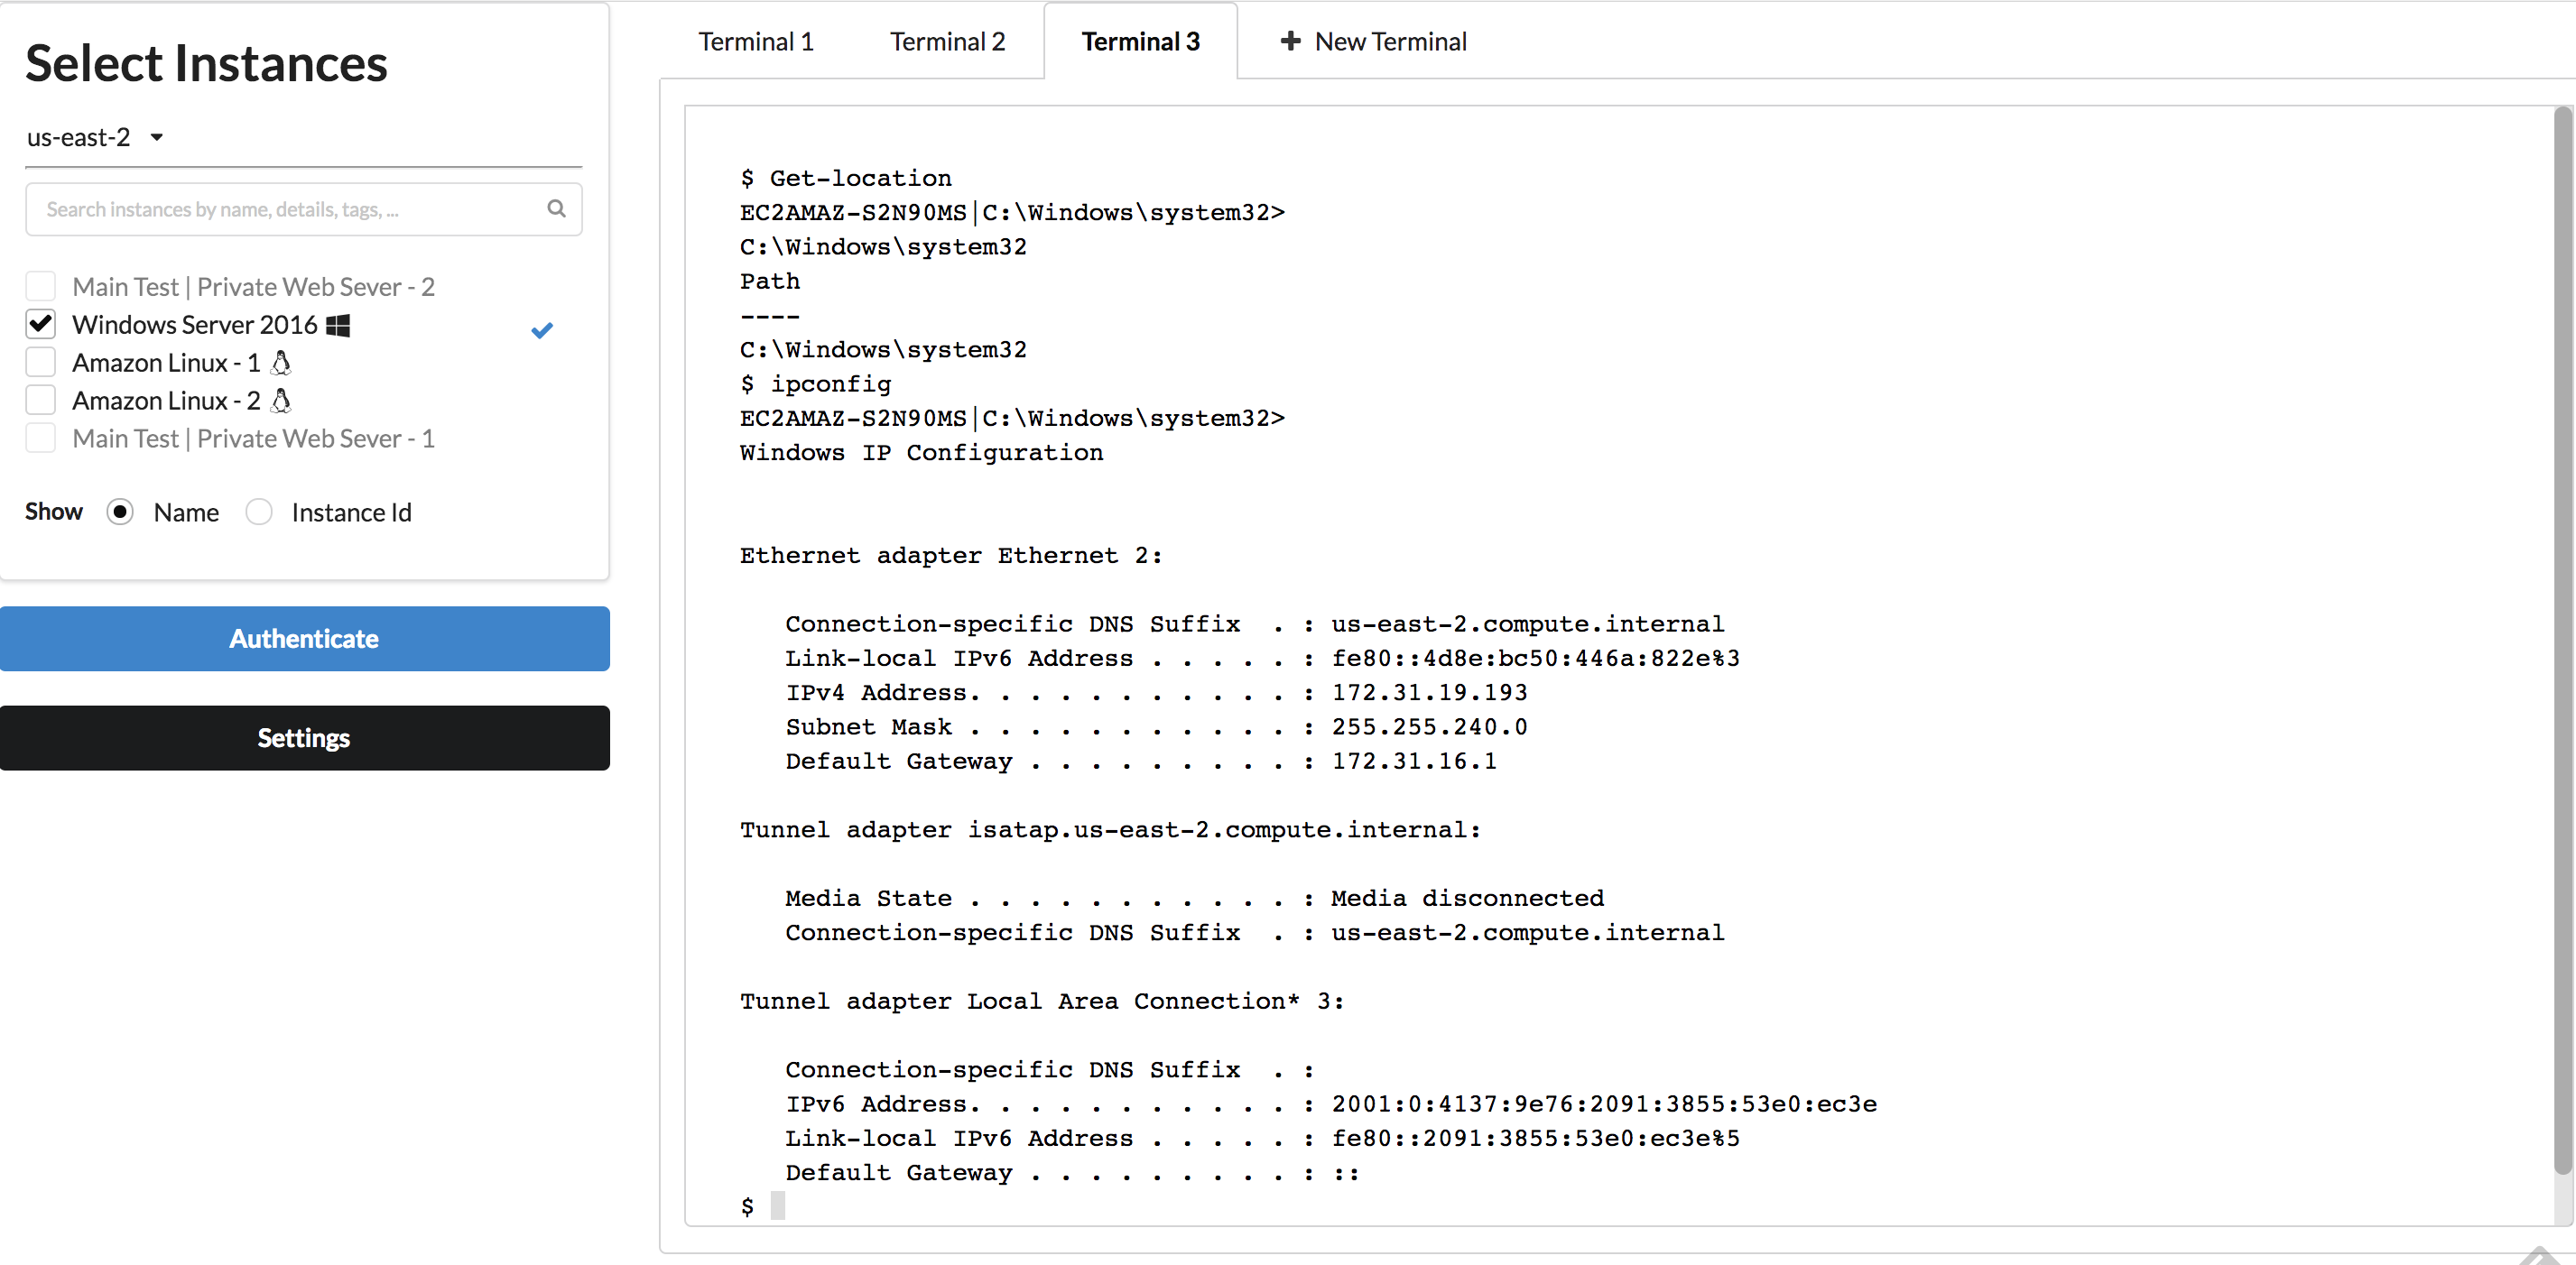 Select Instances
us-east-2
Search instances by name, details, tags, ...
Main Test | Private Web Sever - 2
Windows Server 2016
Amazon Linux - 1
Amazon Linux - 2
Main Test | Private Web Sever - 1
Show Name Instance Id
Authenticate
Settings
Terminal 1 Terminal 2 Terminal 3 + New Terminal
$ Get-location
EC2AMAZ-S2N90MS|C:\Windows\system32>
C:\Windows\system32
Path
----
C:\Windows\system32
$ ipconfig
EC2AMAZ-S2N90MS|C:\Windows\system32>
Windows IP Configuration
Ethernet adapter Ethernet 2:
Connection-specific DNS Suffix  . : us-east-2.compute.internal
Link-local IPv6 Address . . . . . : fe80::4d8e:bc50:446a:822e%3
IPv4 Address. . . . . . . . . . . : 172.31.19.193
Subnet Mask . . . . . . . . . . . : 255.255.240.0
Default Gateway . . . . . . . . . : 172.31.16.1
Tunnel adapter isatap.us-east-2.compute.internal:
Media State . . . . . . . . . . . : Media disconnected
Connection-specific DNS Suffix  . : us-east-2.compute.internal
Tunnel adapter Local Area Connection* 3:
Connection-specific DNS Suffix  . :
IPv6 Address. . . . . . . . . . . : 2001:0:4137:9e76:2091:3855:53e0:ec3e
Link-local IPv6 Address . . . . . : fe80::2091:3855:53e0:ec3e%5
Default Gateway . . . . . . . . . : ::
$